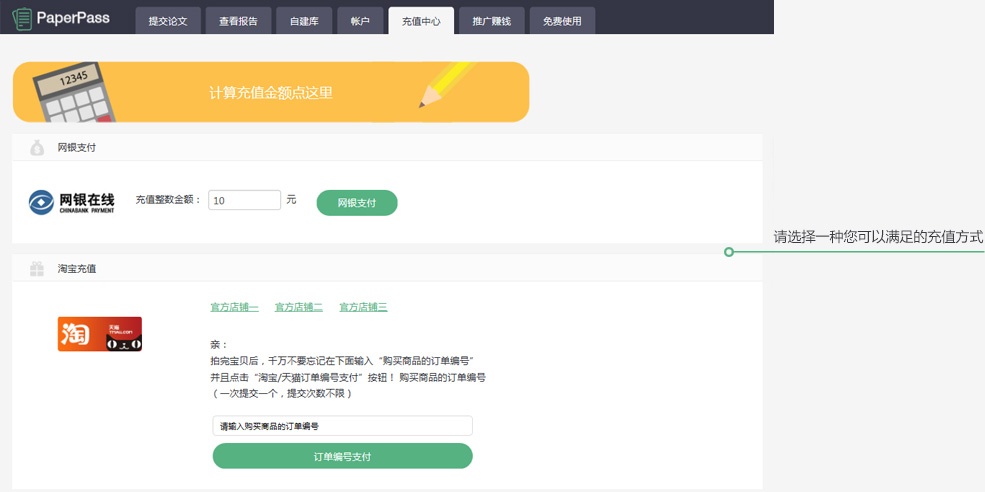 PaperPass 提交论文 查看报告 自建库 帐户 充值中心 推广赚钱 免费使用
12345
计算充值金额点这里
网银支付
网银在线
CHINABANK PAYMENT
充值整数金额： 10 元 网银支付
请选择一种您可以满足的充值方式
淘宝充值
官方店铺一 官方店铺二 官方店铺三
淘 天猫
TMALL.COM
亲：
拍完宝贝后，千万不要忘记在下面输入“购买商品的订单编号”
并且点击“淘宝/天猫订单编号支付”按钮！ 购买商品的订单编号
（一次提交一个，提交次数不限）
请输入购买商品的订单编号
订单编号支付